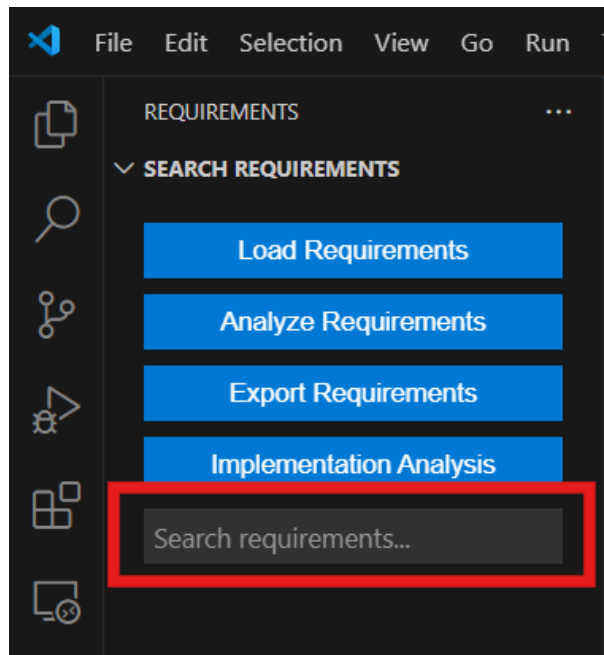 File Edit Selection View Go Run
REQUIREMENTS ...
SEARCH REQUIREMENTS
Load Requirements
Analyze Requirements
Export Requirements
Implementation Analysis
Search requirements...